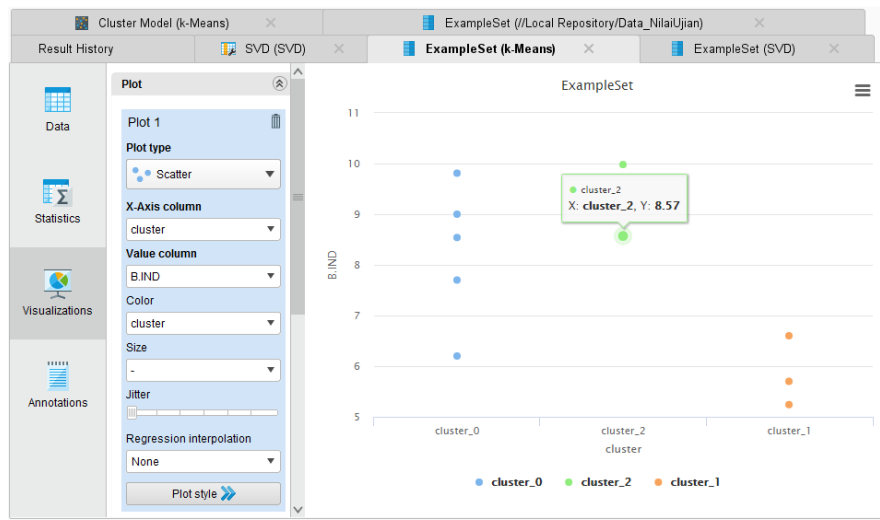 Cluster Model (k-Means)
ExampleSet (//Local Repository/Data_NilaiUjian)
Result History
SVD (SVD)
ExampleSet (k-Means)
ExampleSet (SVD)
Data
Statistics
Visualizations
Annotations
Plot
Plot 1
Plot type
Scatter
X-Axis column
cluster
Value column
B.IND
Color
cluster
Size
-
Jitter
Regression interpolation
None
Plot style
ExampleSet
11
10
9
8
7
6
5
B.IND
cluster_2
X: cluster_2, Y: 8.57
cluster_0 cluster_2 cluster_1
cluster
cluster_0 cluster_2 cluster_1